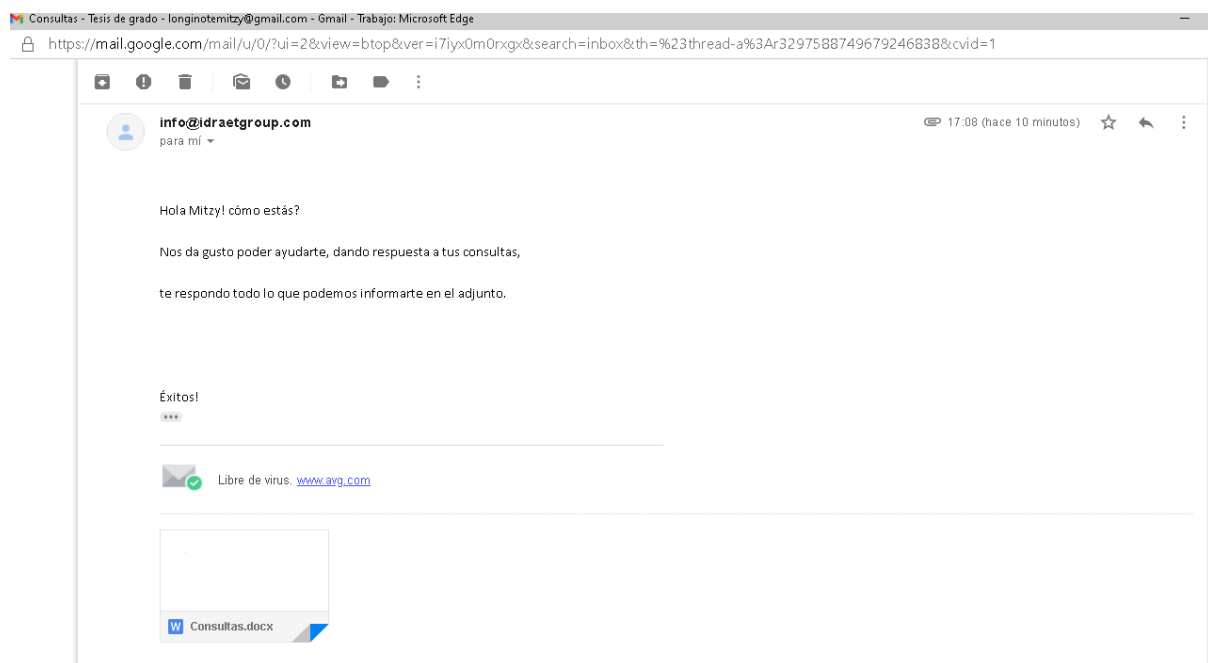 Consultas - Tesis de grado - longinotemitzy@gmail.com - Gmail - Trabajo: Microsoft Edge
https://mail.google.com/mail/u/0/?ui=2&view=btop&ver=i7iyx0m0rxgx&search=inbox&th=%23thread-a%3Ar3297588749679246838&cvid=1
info@idraetgroup.com
17:08 (hace 10 minutos)
para mí
Hola Mitzy! cómo estás?
Nos da gusto poder ayudarte, dando respuesta a tus consultas,
te respondo todo lo que podemos informarte en el adjunto.
Éxitos!
Libre de virus. www.avg.com
W Consultas.docx